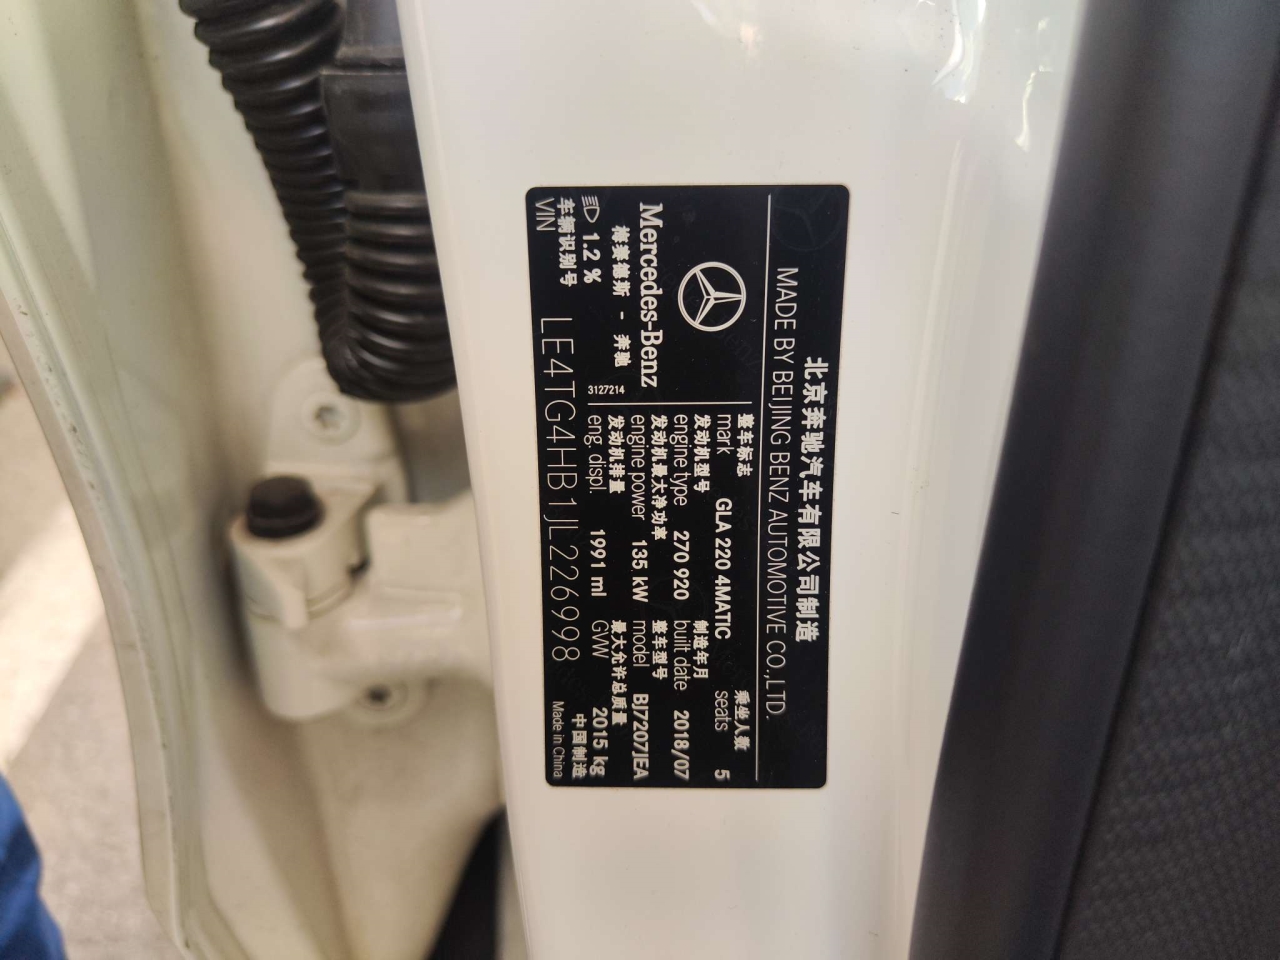 北京奔驰汽车有限公司制造
MADE BY BEIJING BENZ AUTOMOTIVE CO.,LTD.
Mercedes-Benz
梅赛德斯 - 奔驰
3127214
整车标志 乘坐人数
mark GLA 220 4MATIC seats 5
发动机型号 制造年月
engine type 270 920 built date 2018/07
发动机最大净功率 整车型号
engine power 135 kW model BJ7207JEA
发动机排量 最大允许总质量
eng. displ. 1991 ml GVW 2015 kg
1.2 %
车辆识别号 中国制造
VIN LE4TG4HB1JL226998 Made in China